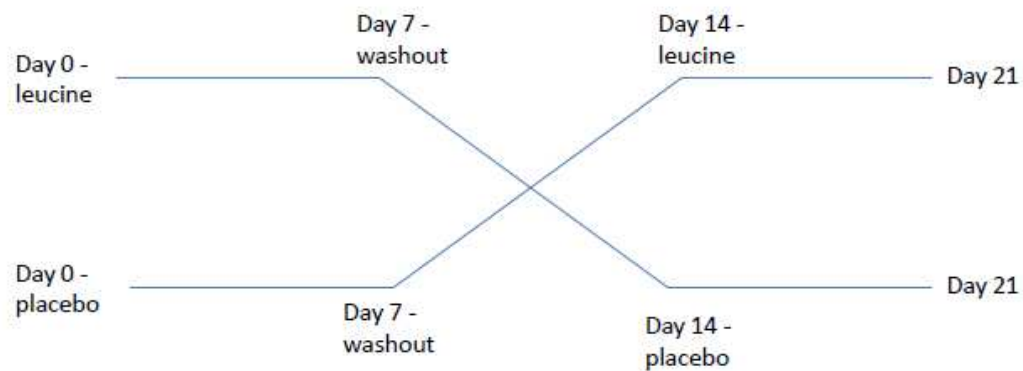 Day 7 -
washout
Day 14 -
leucine
Day 0 -
leucine
Day 21
Day 0 -
placebo
Day 21
Day 7 -
washout
Day 14 -
placebo